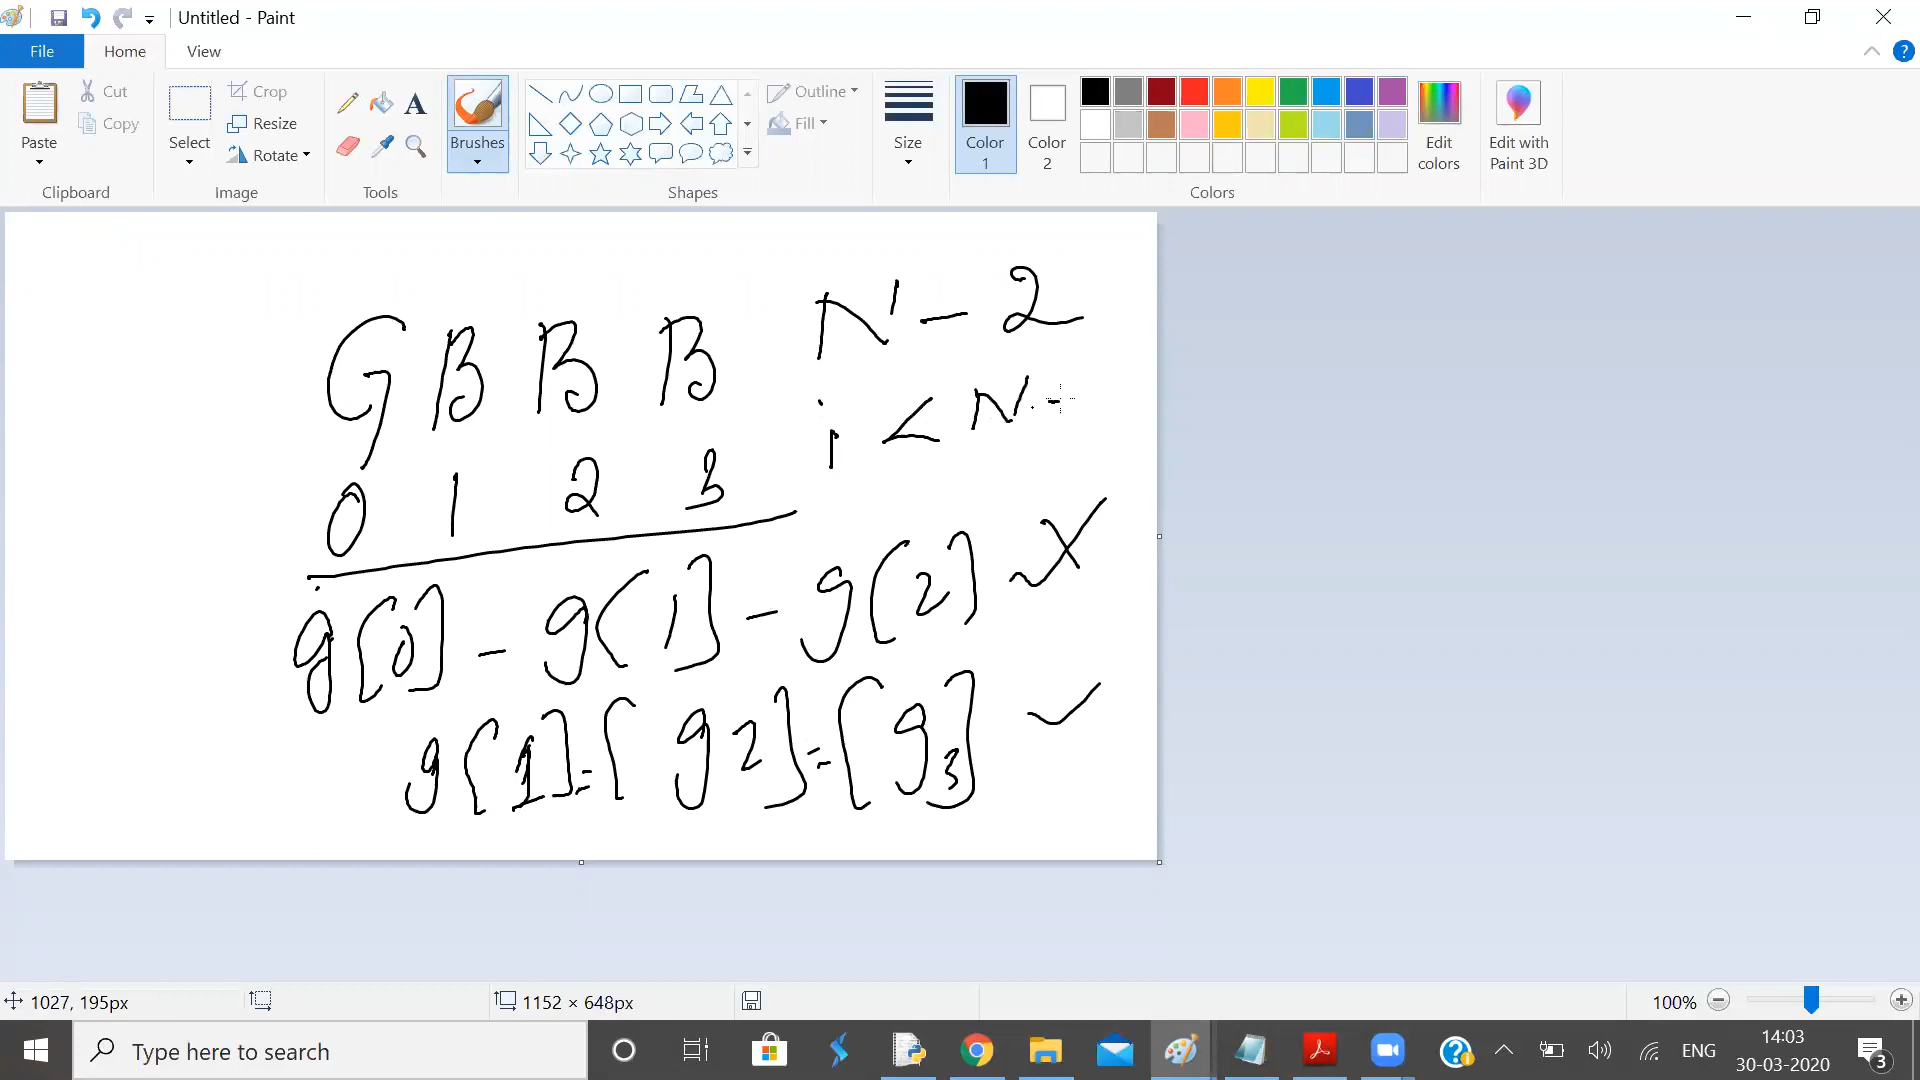 Untitled - Paint
File Home View
Paste Cut Copy Clipboard
Select Crop Resize Rotate Image
Tools
Brushes
Shapes Outline Fill
Size
Color 1
Color 2
Edit colors
Colors
Edit with Paint 3D
G B B B N - 2
i < N -
0 1 2 3
g[0] - g[1] - g[2]
g[1] = [g2] = [g3]
1027, 195px
1152 × 648px
100%
Type here to search
ENG
14:03
30-03-2020
3